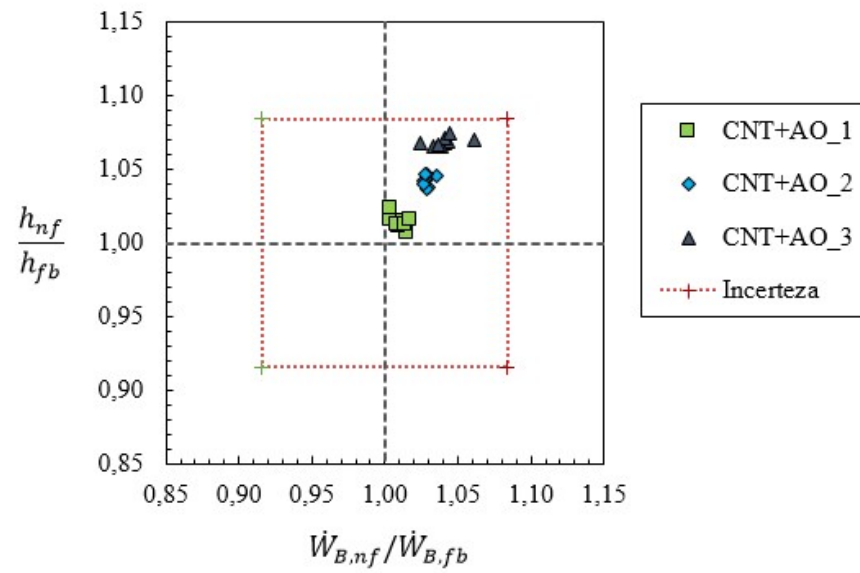 1,15
1,10
1,05
1,00
0,95
0,90
0,85
h_nf
h_fb
0,85 0,90 0,95 1,00 1,05 1,10 1,15
Ẇ_B,nf/Ẇ_B,fb
CNT+AO_1
CNT+AO_2
CNT+AO_3
Incerteza